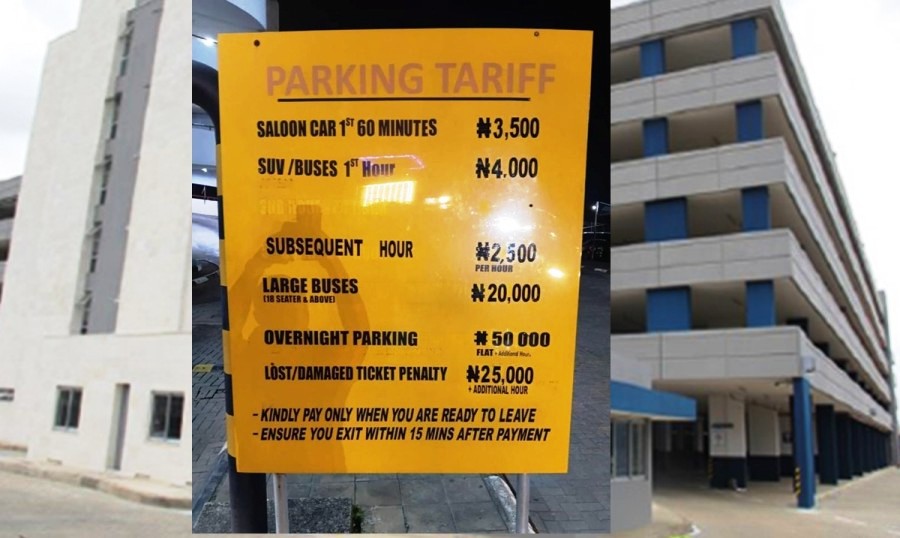 PARKING TARIFF
SALOON CAR 1ST 60 MINUTES ₦3,500
SUV /BUSES 1ST Hour ₦4,000
SUBSEQUENT HOUR ₦2,500
PER HOUR
LARGE BUSES ₦20,000
(18 SEATER & ABOVE)
OVERNIGHT PARKING ₦50 000
FLAT + Additional Hour
LOST/DAMAGED TICKET PENALTY ₦25,000
+ ADDITIONAL HOUR
- KINDLY PAY ONLY WHEN YOU ARE READY TO LEAVE
- ENSURE YOU EXIT WITHIN 15 MINS AFTER PAYMENT